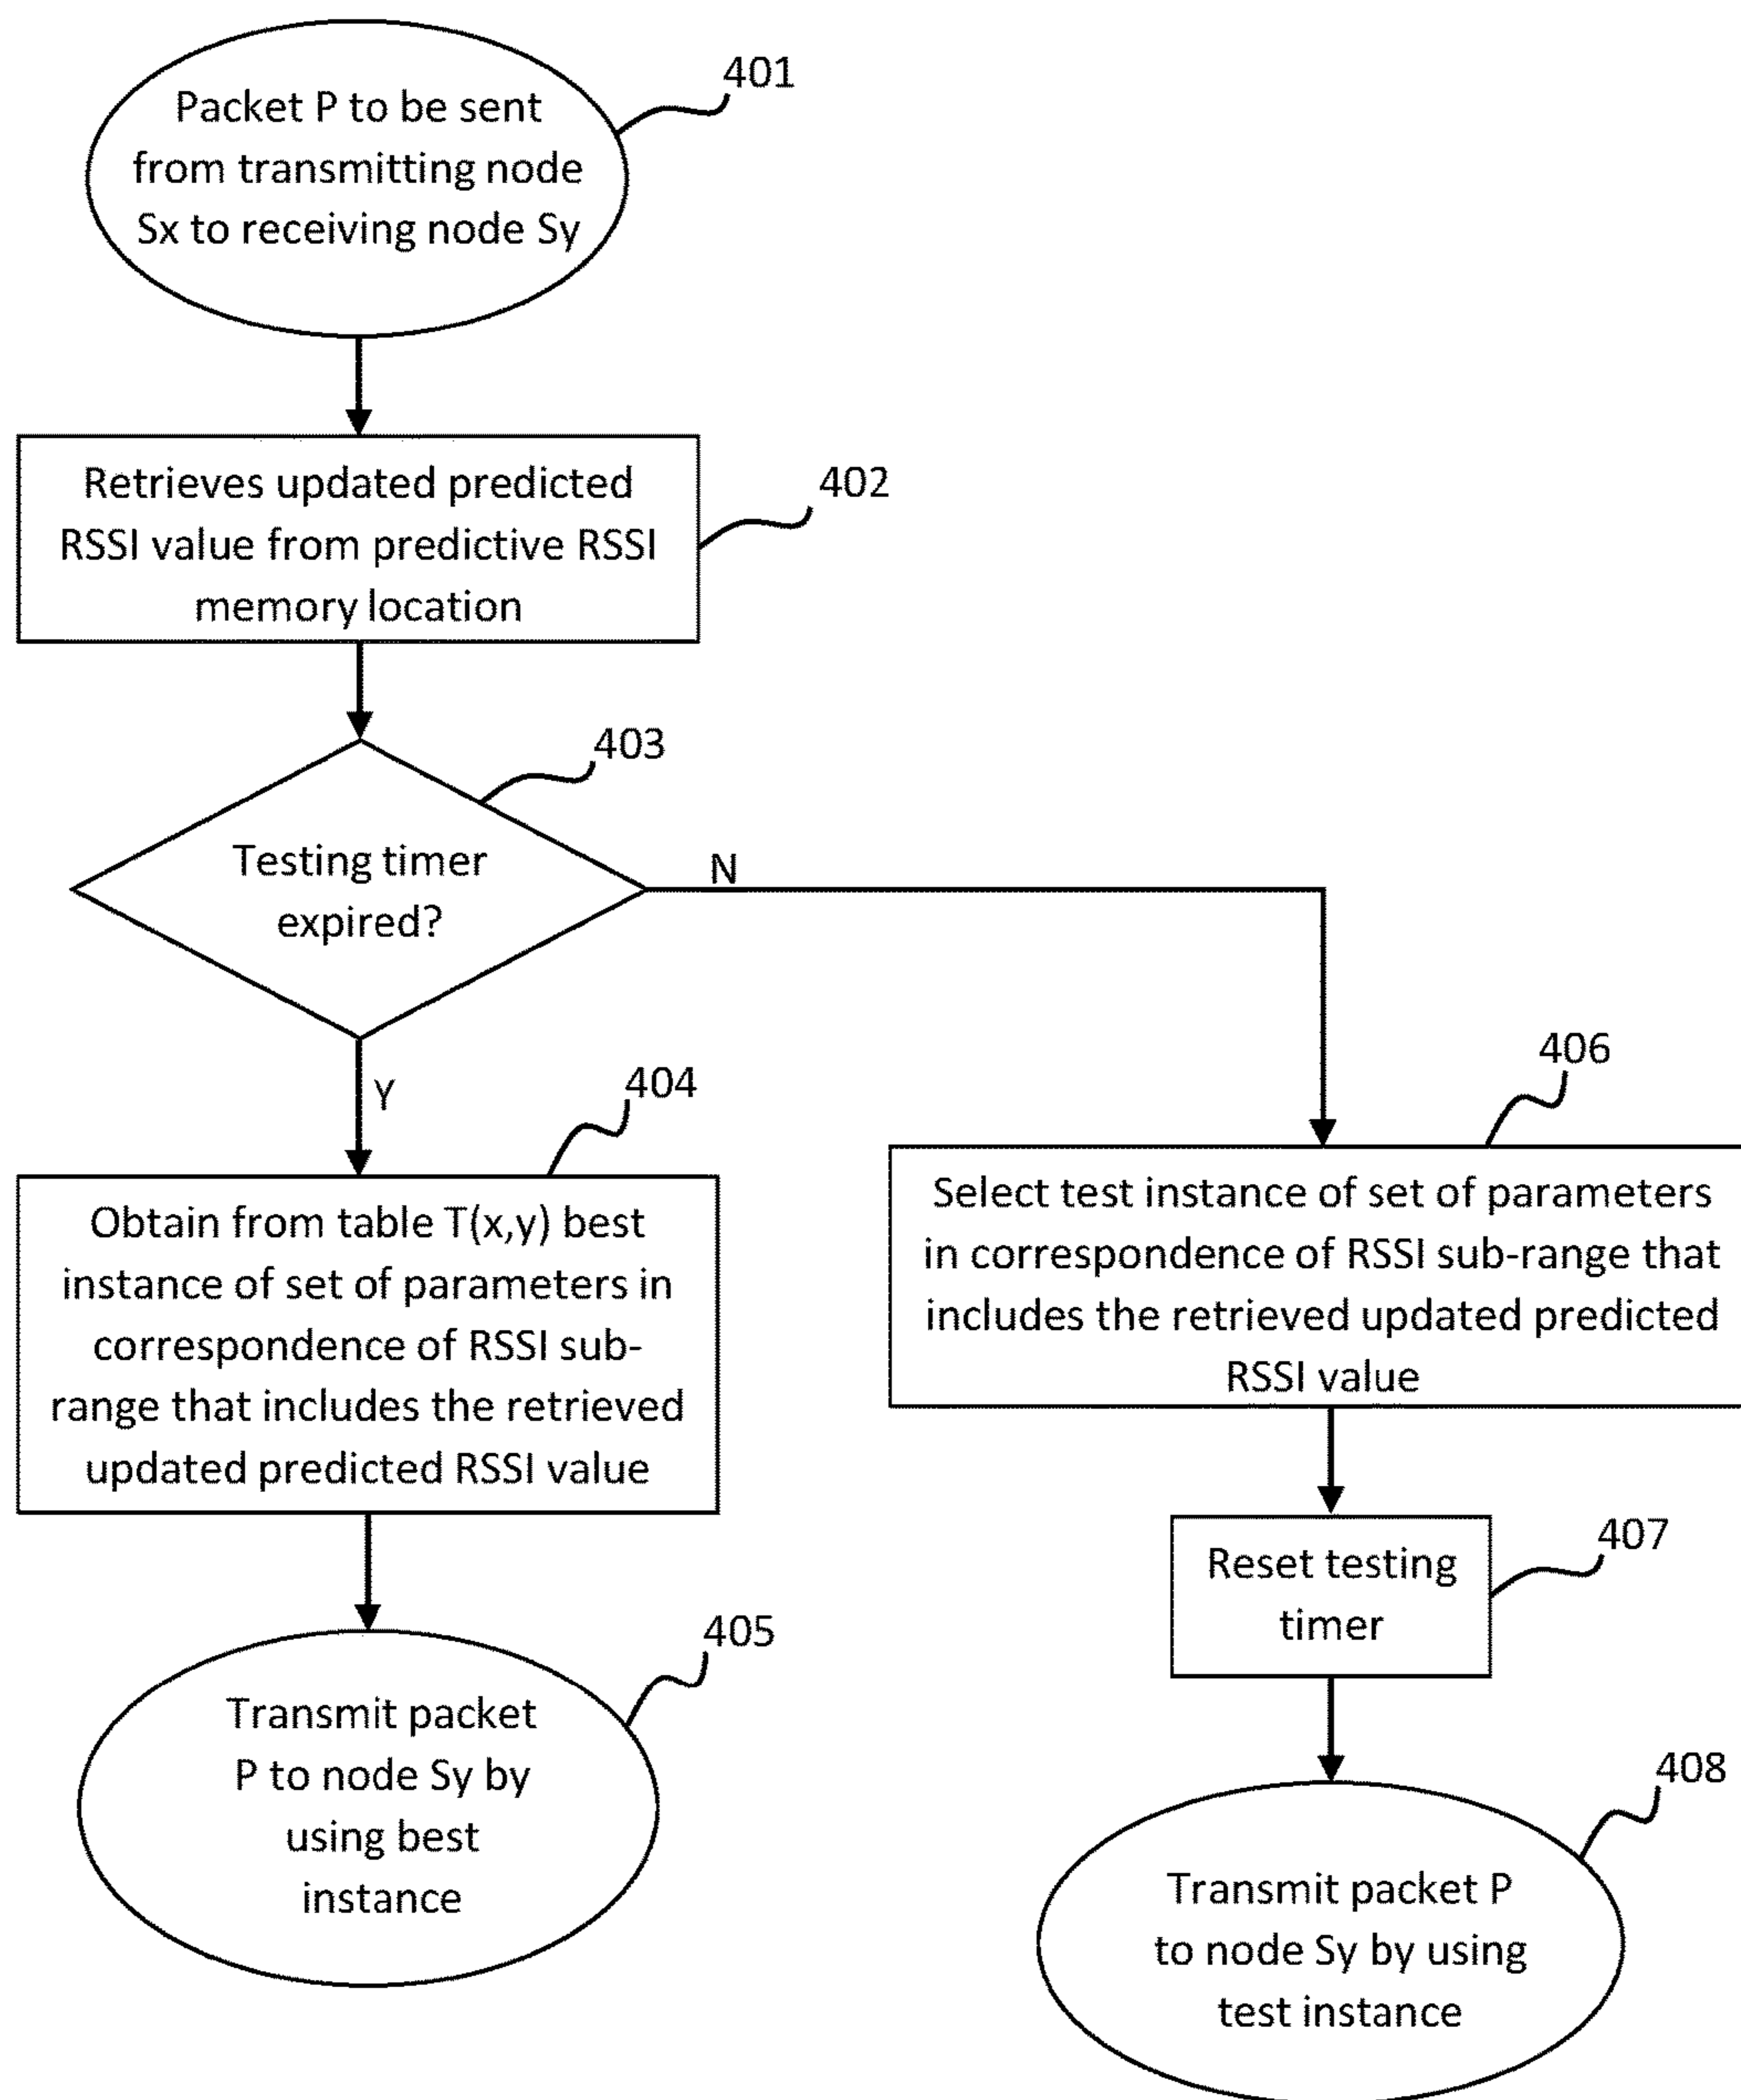 401
Packet P to be sent
from transmitting node
Sx to receiving node Sy
402
Retrieves updated predicted
RSSI value from predictive RSSI
memory location
403
Testing timer
expired?
N
Y
404
Obtain from table T(x,y) best
instance of set of parameters in
correspondence of RSSI sub-
range that includes the retrieved
updated predicted RSSI value
406
Select test instance of set of parameters
in correspondence of RSSI sub-range that
includes the retrieved updated predicted
RSSI value
407
Reset testing
timer
405
Transmit packet
P to node Sy by
using best
instance
408
Transmit packet P
to node Sy by using
test instance